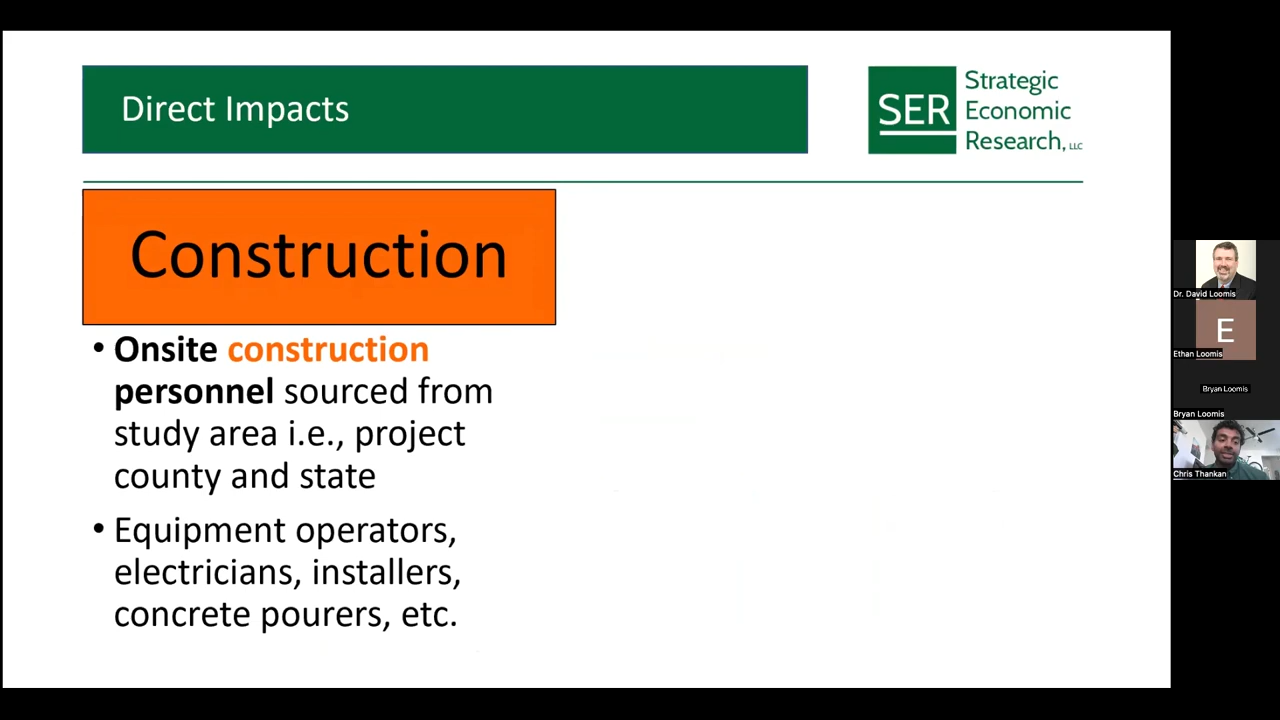 Direct Impacts
SER
Strategic
Economic
Research, LLC
Construction
• Onsite construction
personnel sourced from
study area i.e., project
county and state
• Equipment operators,
electricians, installers,
concrete pourers, etc.
Dr. David Loomis
E
Ethan Loomis
Bryan Loomis
Bryan Loomis
Chris Thankan